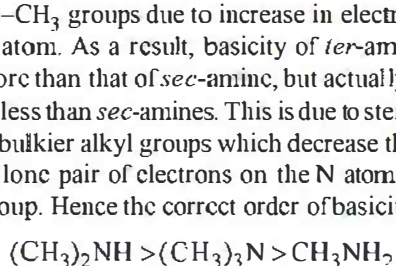 –CH₃ groups due to increase in electr
atom. As a result, basicity of ter-am
ore than that of sec-amine, but actuall
less than sec-amines. This is due to ste
bulkier alkyl groups which decrease th
lone pair of electrons on the N atom
oup. Hence the correct order of basici
(CH₃)₂NH >(CH₃)₃N > CH₃NH₂